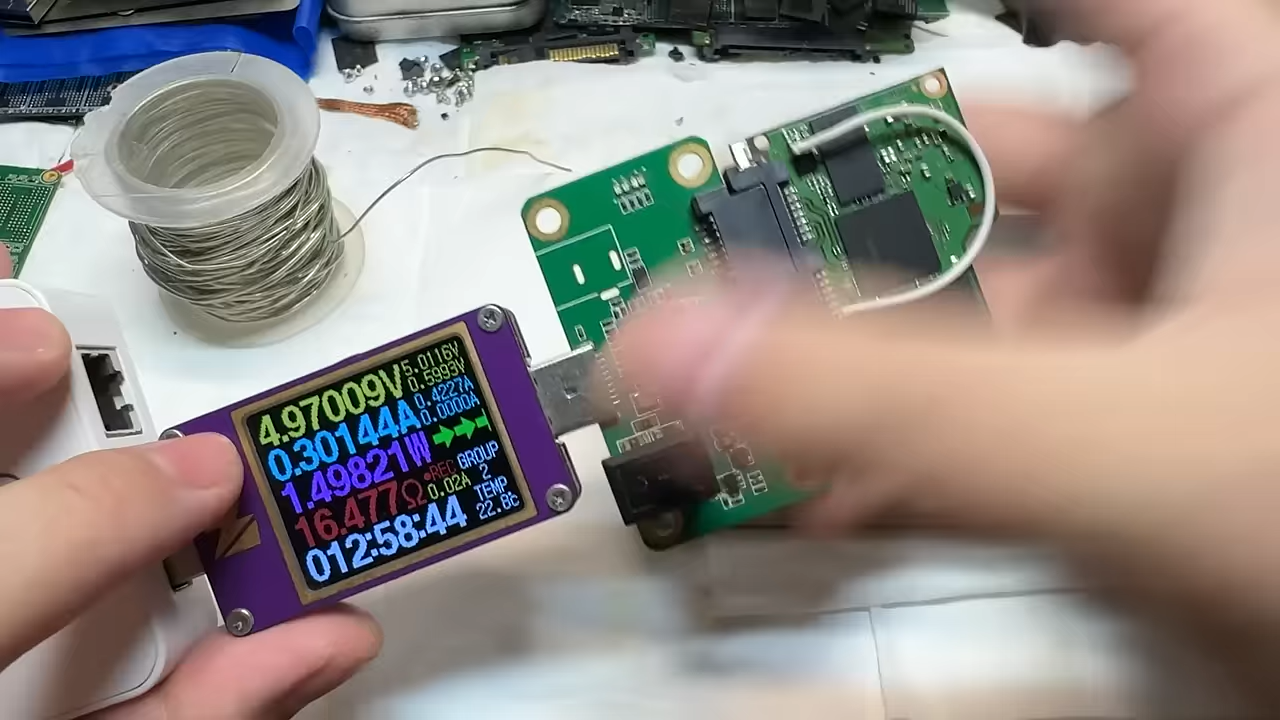 4.97009V 5.0116V
0.5993V
0.30144A 0.4227A
0.0000A
1.49821W
16.477Ω •REC GROUP
0.02A 2
012:58:44 TEMP
22.8c